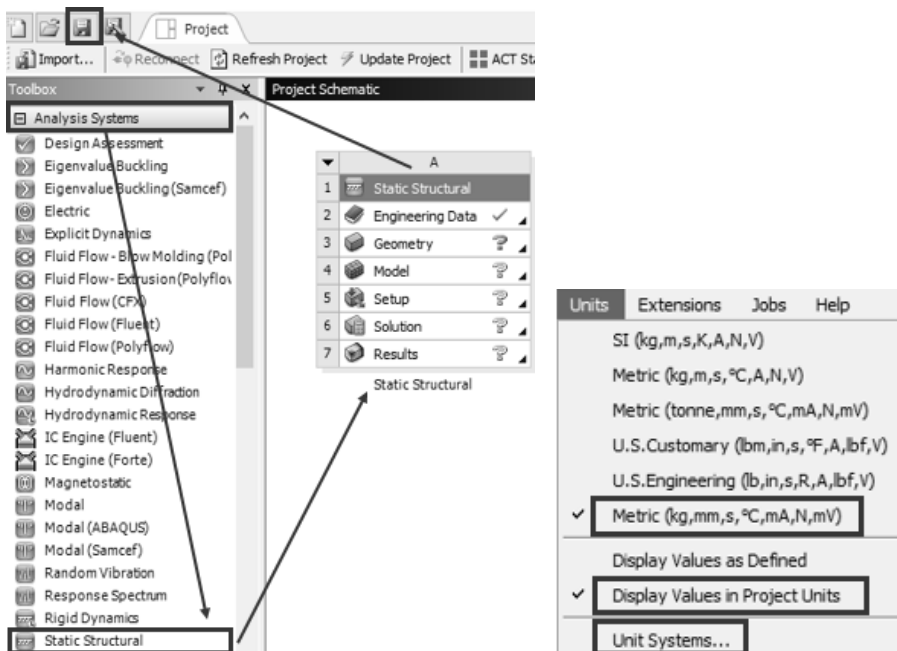 Project
Import... Reconnect Refresh Project Update Project ACT Sta
Toolbox
Project Schematic
Analysis Systems
Design Assessment
Eigenvalue Buckling
Eigenvalue Buckling (Samcef)
Electric
Explicit Dynamics
Fluid Flow - Blow Molding (Pol
Fluid Flow - Extrusion (Polyflow
Fluid Flow (CFX)
Fluid Flow (Fluent)
Fluid Flow (Polyflow)
Harmonic Response
Hydrodynamic Diffraction
Hydrodynamic Response
IC Engine (Fluent)
IC Engine (Forte)
Magnetostatic
Modal
Modal (ABAQUS)
Modal (Samcef)
Random Vibration
Response Spectrum
Rigid Dynamics
Static Structural
A
1 Static Structural
2 Engineering Data
3 Geometry
4 Model
5 Setup
6 Solution
7 Results
Static Structural
Units Extensions Jobs Help
SI (kg,m,s,K,A,N,V)
Metric (kg,m,s,ºC,A,N,V)
Metric (tonne,mm,s,ºC,mA,N,mV)
U.S.Customary (lbm,in,s,ºF,A,lbf,V)
U.S.Engineering (lb,in,s,R,A,lbf,V)
Metric (kg,mm,s,ºC,mA,N,mV)
Display Values as Defined
Display Values in Project Units
Unit Systems...